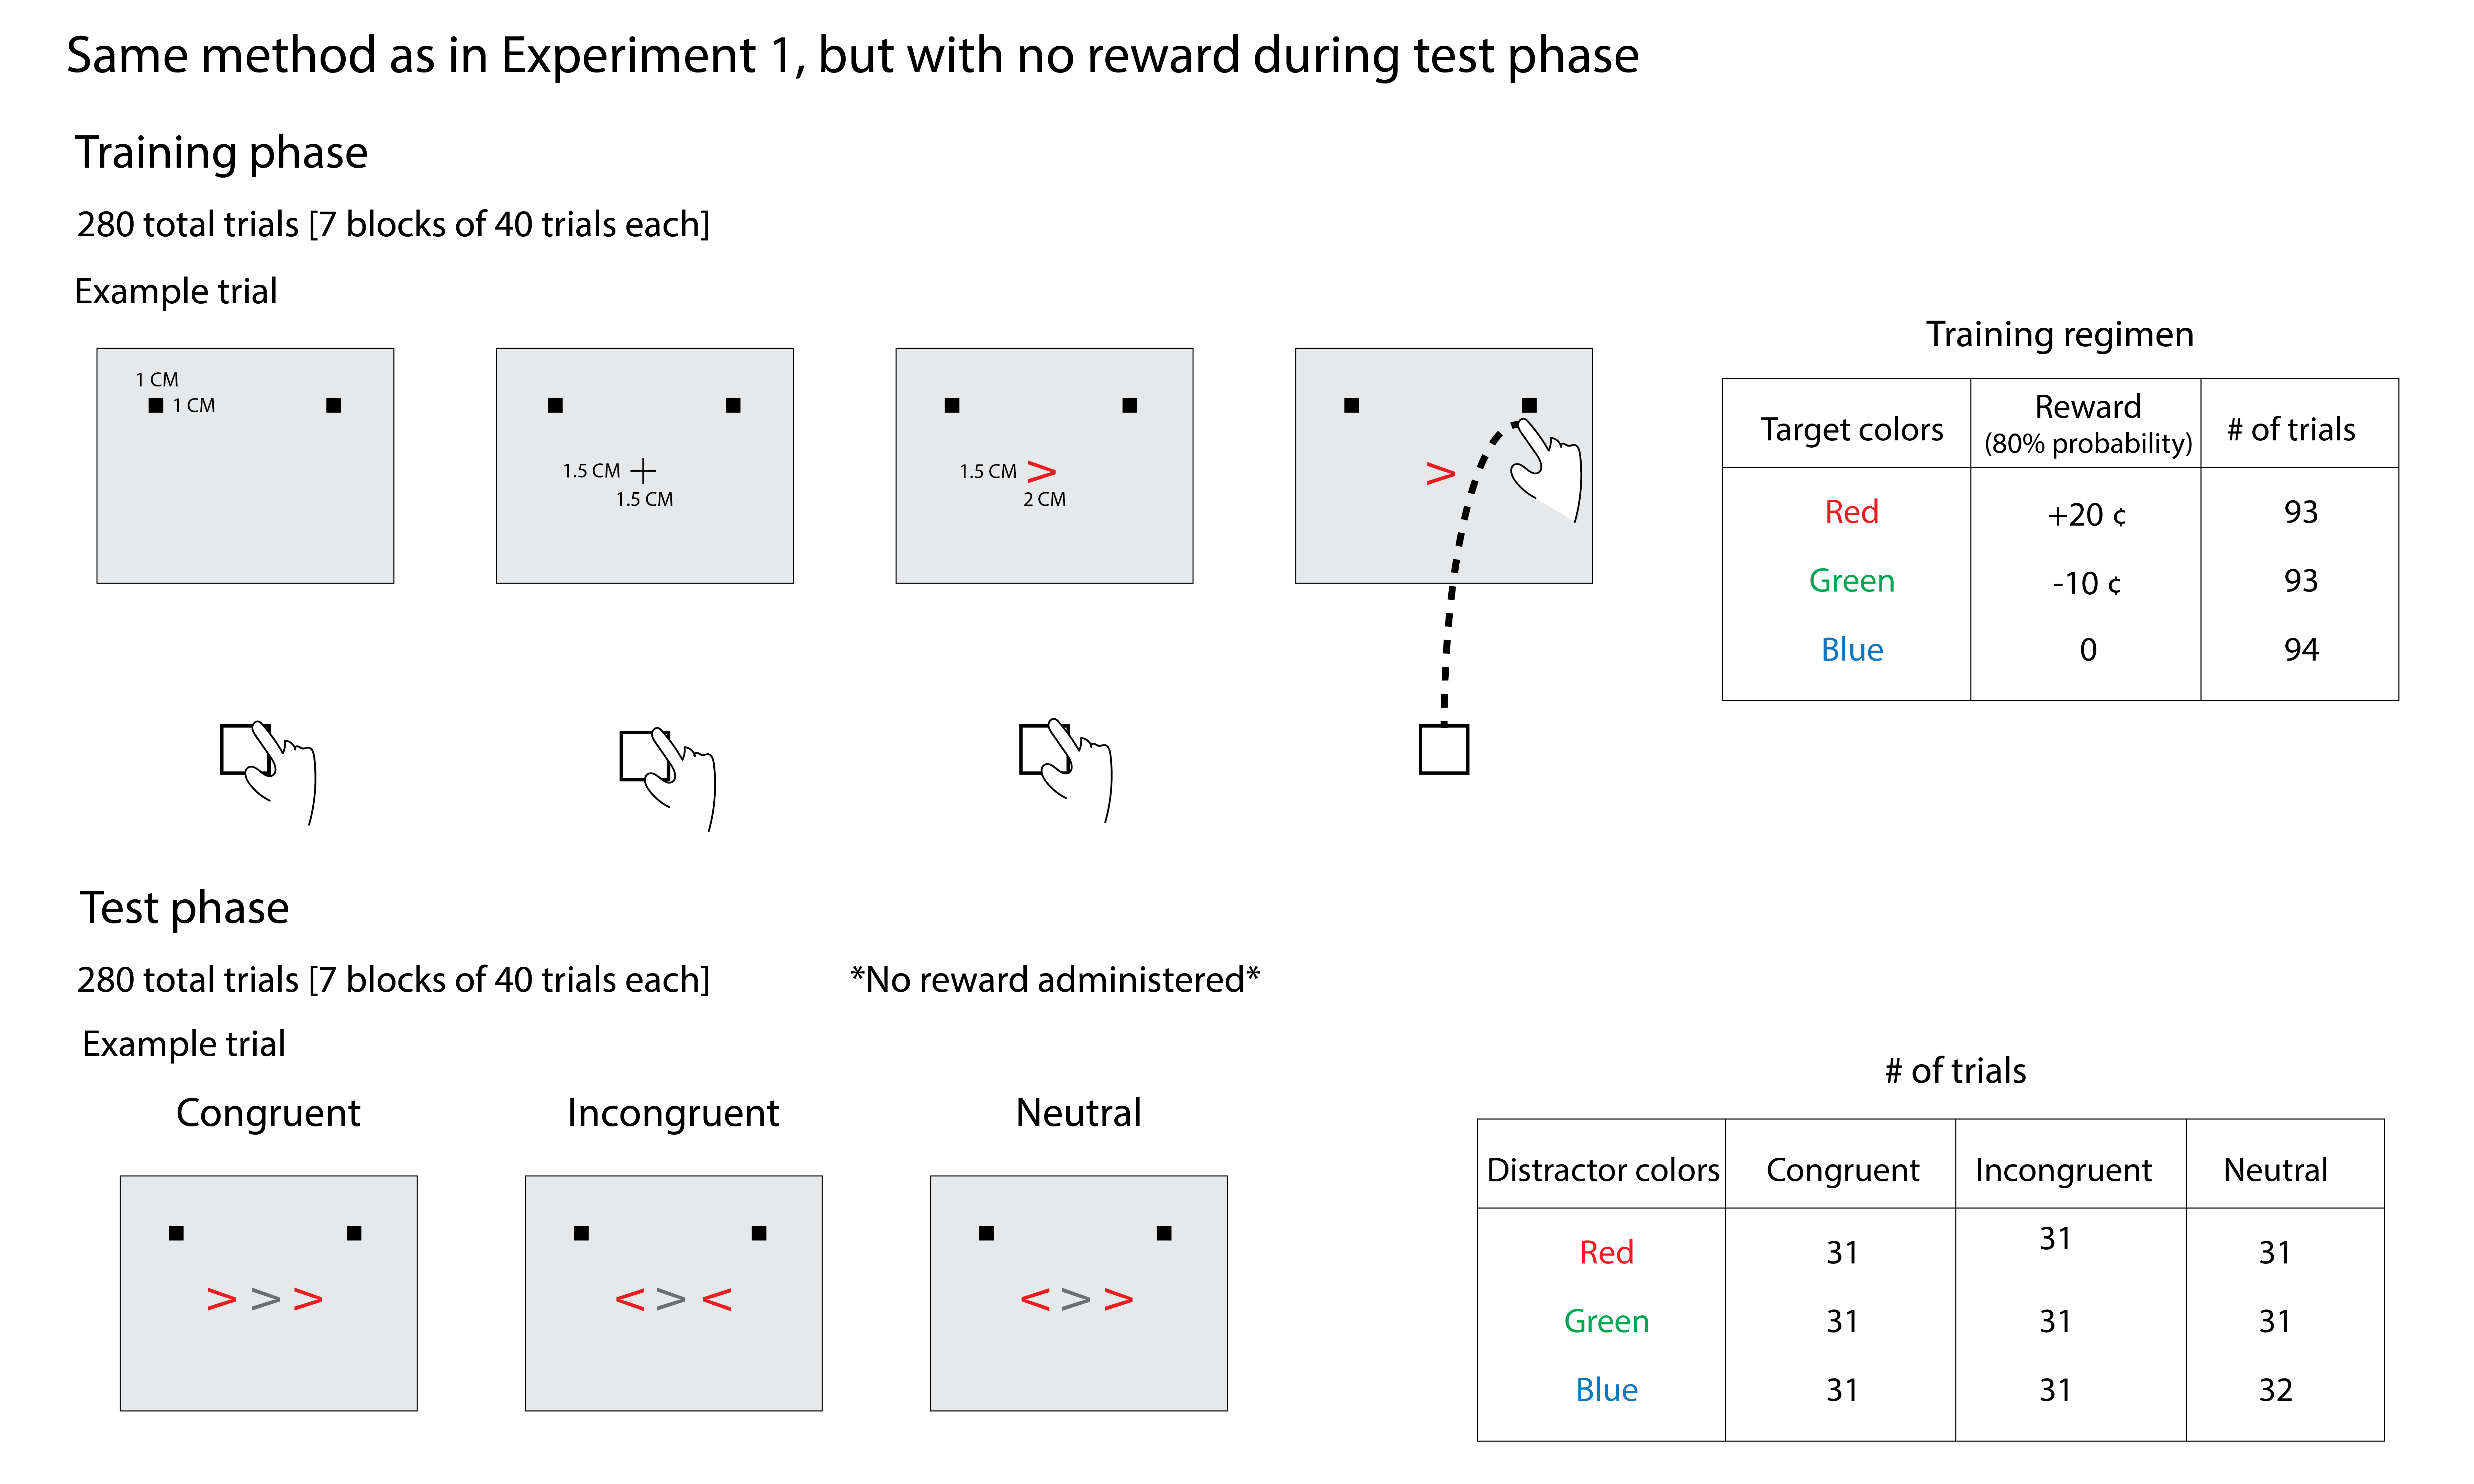 Same method as in Experiment 1, but with no reward during test phase
Training phase
280 total trials [7 blocks of 40 trials each]
Example trial
1 CM
1 CM
1.5 CM
1.5 CM
1.5 CM >
2 CM
>
Training regimen
Target colors Reward (80% probability) # of trials
Red +20 ¢ 93
Green -10 ¢ 93
Blue 0 94
Test phase
280 total trials [7 blocks of 40 trials each] *No reward administered*
Example trial
Congruent Incongruent Neutral
> > > < > < < > >
# of trials
Distractor colors Congruent Incongruent Neutral
Red 31 31 31
Green 31 31 31
Blue 31 31 32